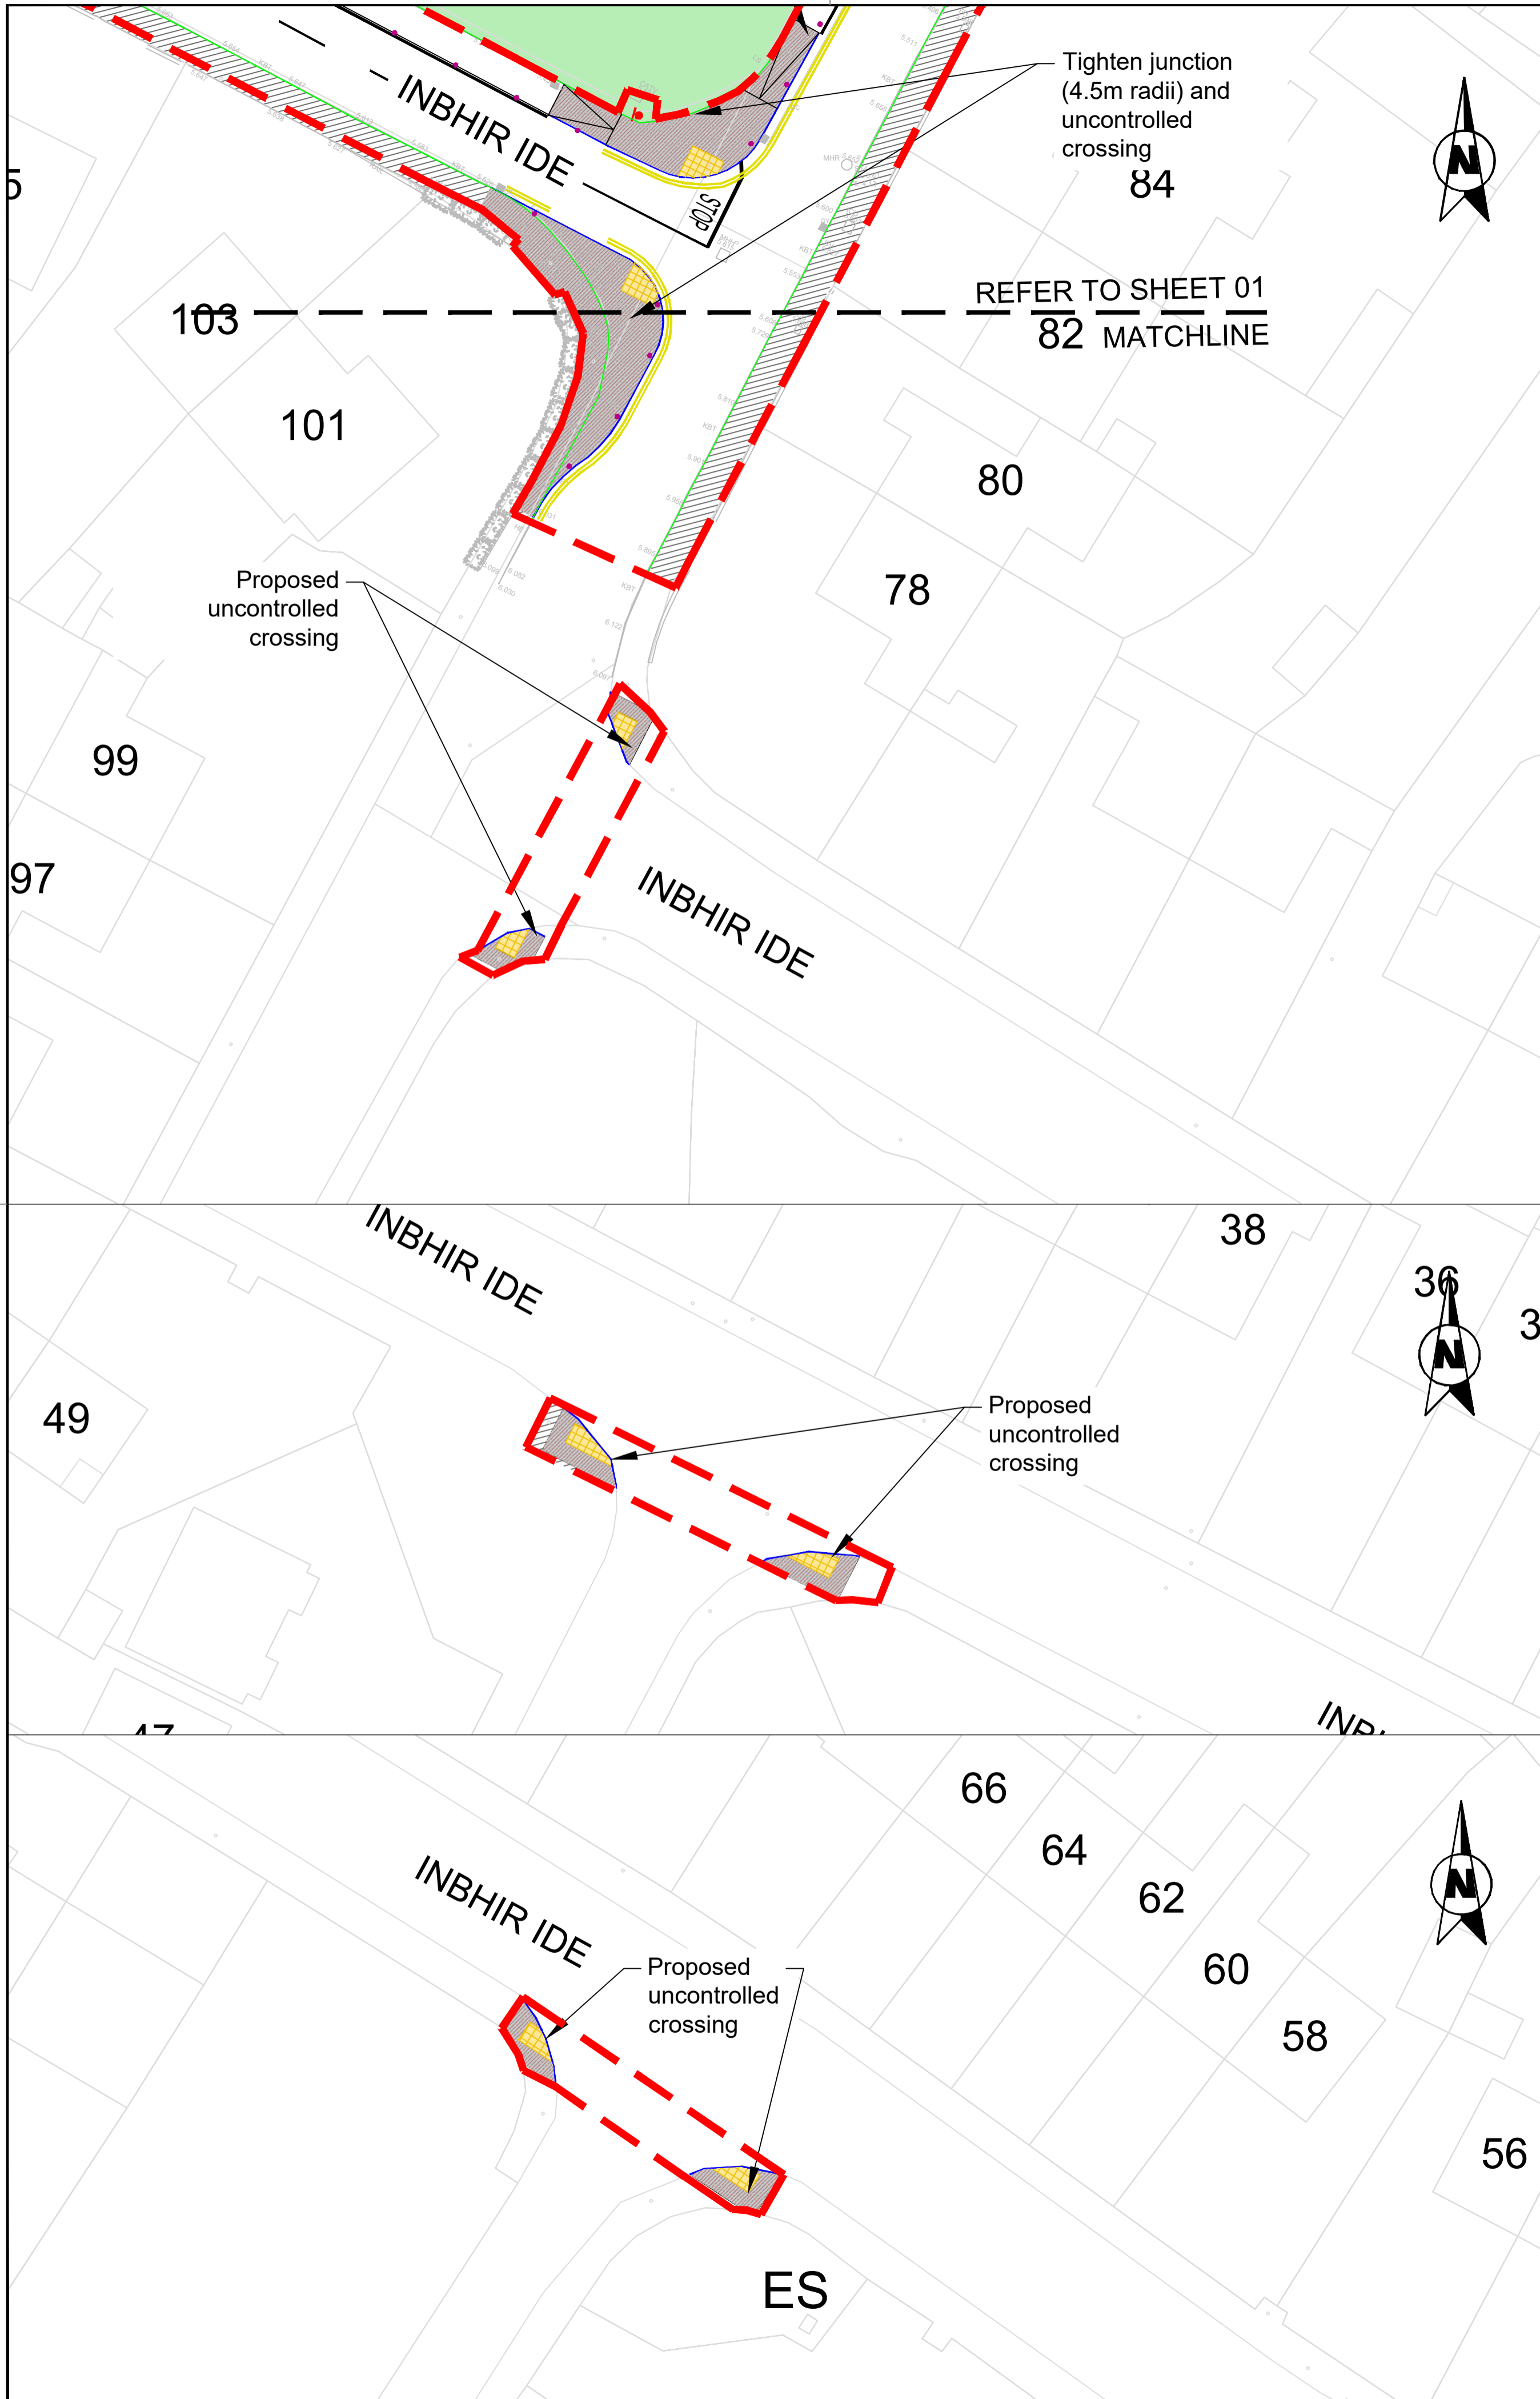 Tighten junction
(4.5m radii) and
uncontrolled
crossing
INBHIR IDE
STOP
N
84
5
REFER TO SHEET 01
103
82 MATCHLINE
101
80
Proposed
uncontrolled
crossing
78
99
97
INBHIR IDE
INBHIR IDE
38
36
3
N
49
Proposed
uncontrolled
crossing
47
66
64
62
N
INBHIR IDE
60
Proposed
uncontrolled
crossing
58
56
ES